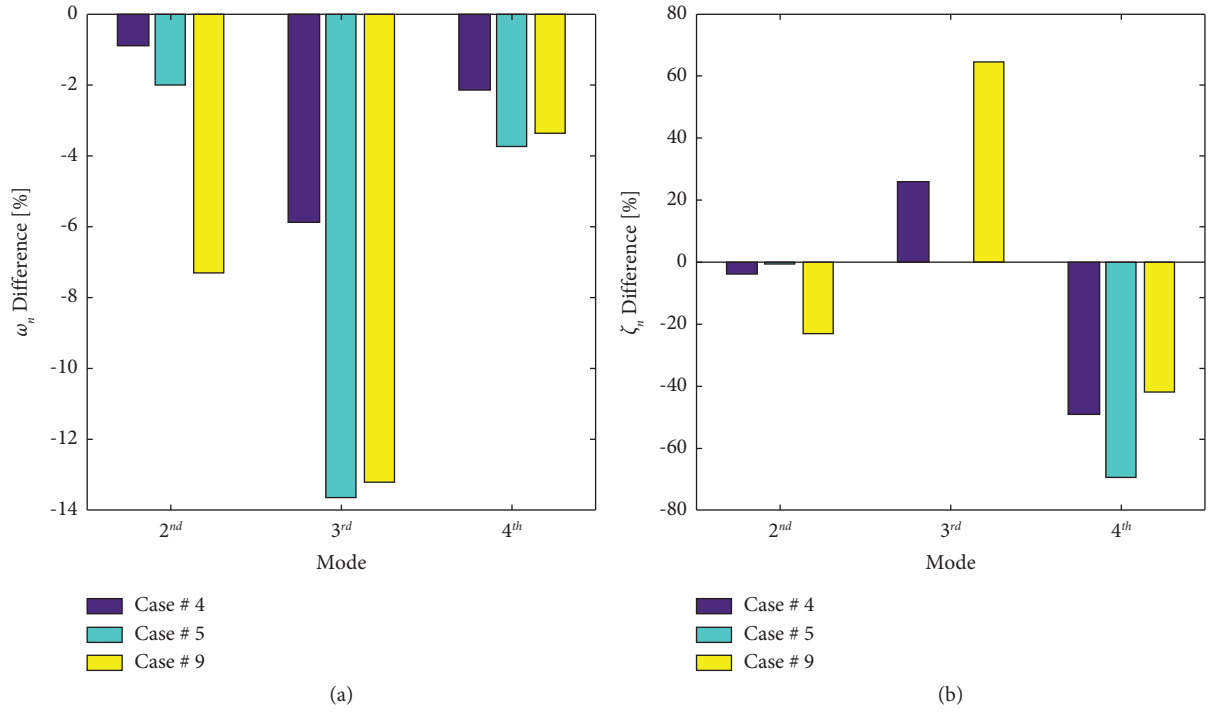 0
-2
-4
-6
-8
-10
-12
-14
ωn Difference [%]
2nd 3rd 4th
Mode
Case # 4
Case # 5
Case # 9
(a)
80
60
40
20
0
-20
-40
-60
-80
ζn Difference [%]
2nd 3rd 4th
Mode
Case # 4
Case # 5
Case # 9
(b)